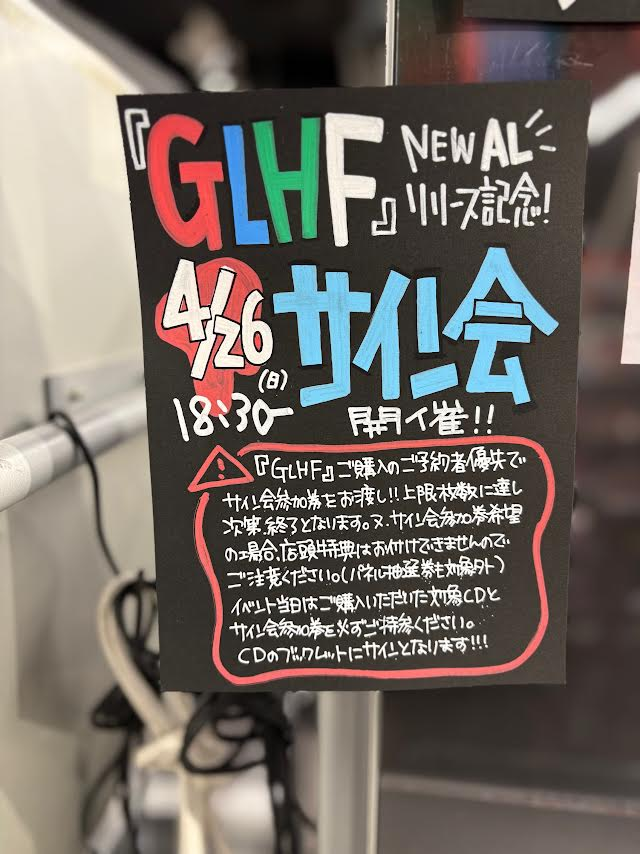 『GLHF』
NEW AL
リリース記念!
4/26
(日)
18:30~
サイン会
開催!!
『GLHF』ご購入のご予約者優先で
サイン会参加券をお渡し!!上限枚数に達し
次第、終了となります。又、サイン会参加券希望
の場合、店頭特典はお付けできませんので
ご注意ください。(パネル抽選券も対象外)
イベント当日はご購入いただいた対象CDと
サイン会参加券を必ずご持参ください。
CDのブックレットにサインとなります!!!